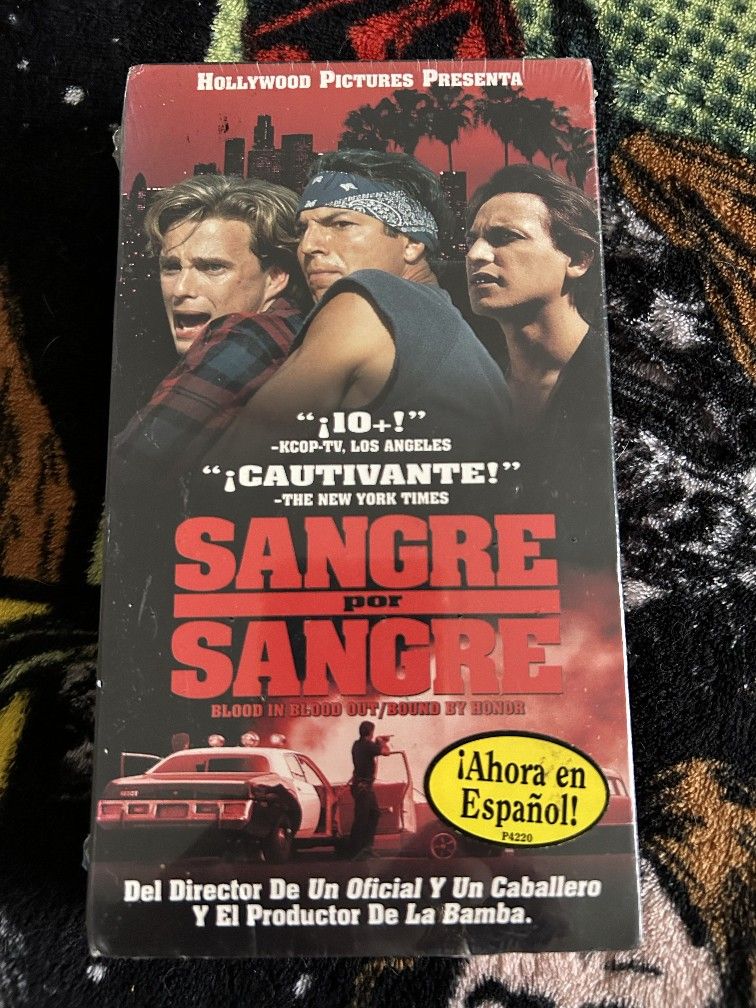 HOLLYWOOD PICTURES PRESENTA
"¡10+!"
-KCOP-TV, LOS ANGELES
"¡CAUTIVANTE!"
-THE NEW YORK TIMES
SANGRE
por
SANGRE
BLOOD IN BLOOD OUT/BOUND BY HONOR
¡Ahora en
Español!
P4220
Del Director De Un Oficial Y Un Caballero
Y El Productor De La Bamba.